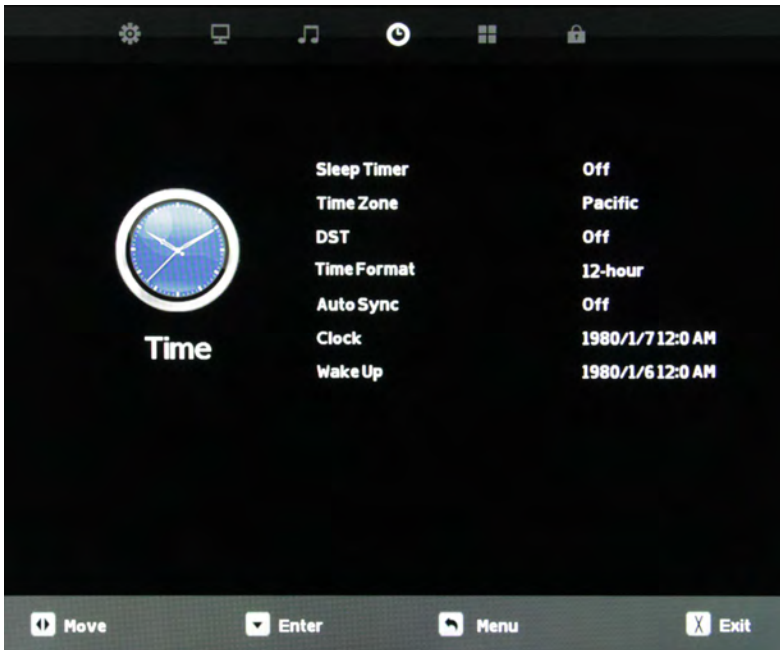 Sleep Timer Off
Time Zone Pacific
DST Off
Time Format 12-hour
Auto Sync Off
Clock 1980/1/7 12:0 AM
Wake Up 1980/1/6 12:0 AM
Time
Move Enter Menu X Exit